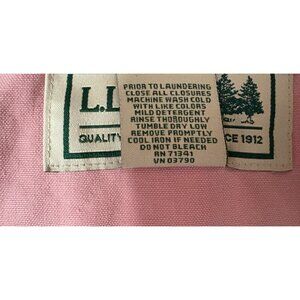 PRIOR TO LAUNDERING
CLOSE ALL CLOSURES
MACHINE WASH COLD
WITH LIKE COLORS
MILD DETERGENT
RINSE THOROUGHLY
TUMBLE DRY LOW
REMOVE PROMPTLY
COOL IRON IF NEEDED
DO NOT BLEACH
RN 71341
VN 03790
L.L
QUALITY
CE 1912